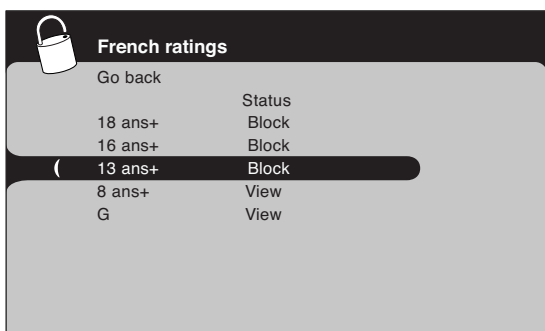 French ratings
Go back
Status
18 ans+ Block
16 ans+ Block
13 ans+ Block
8 ans+ View
G View